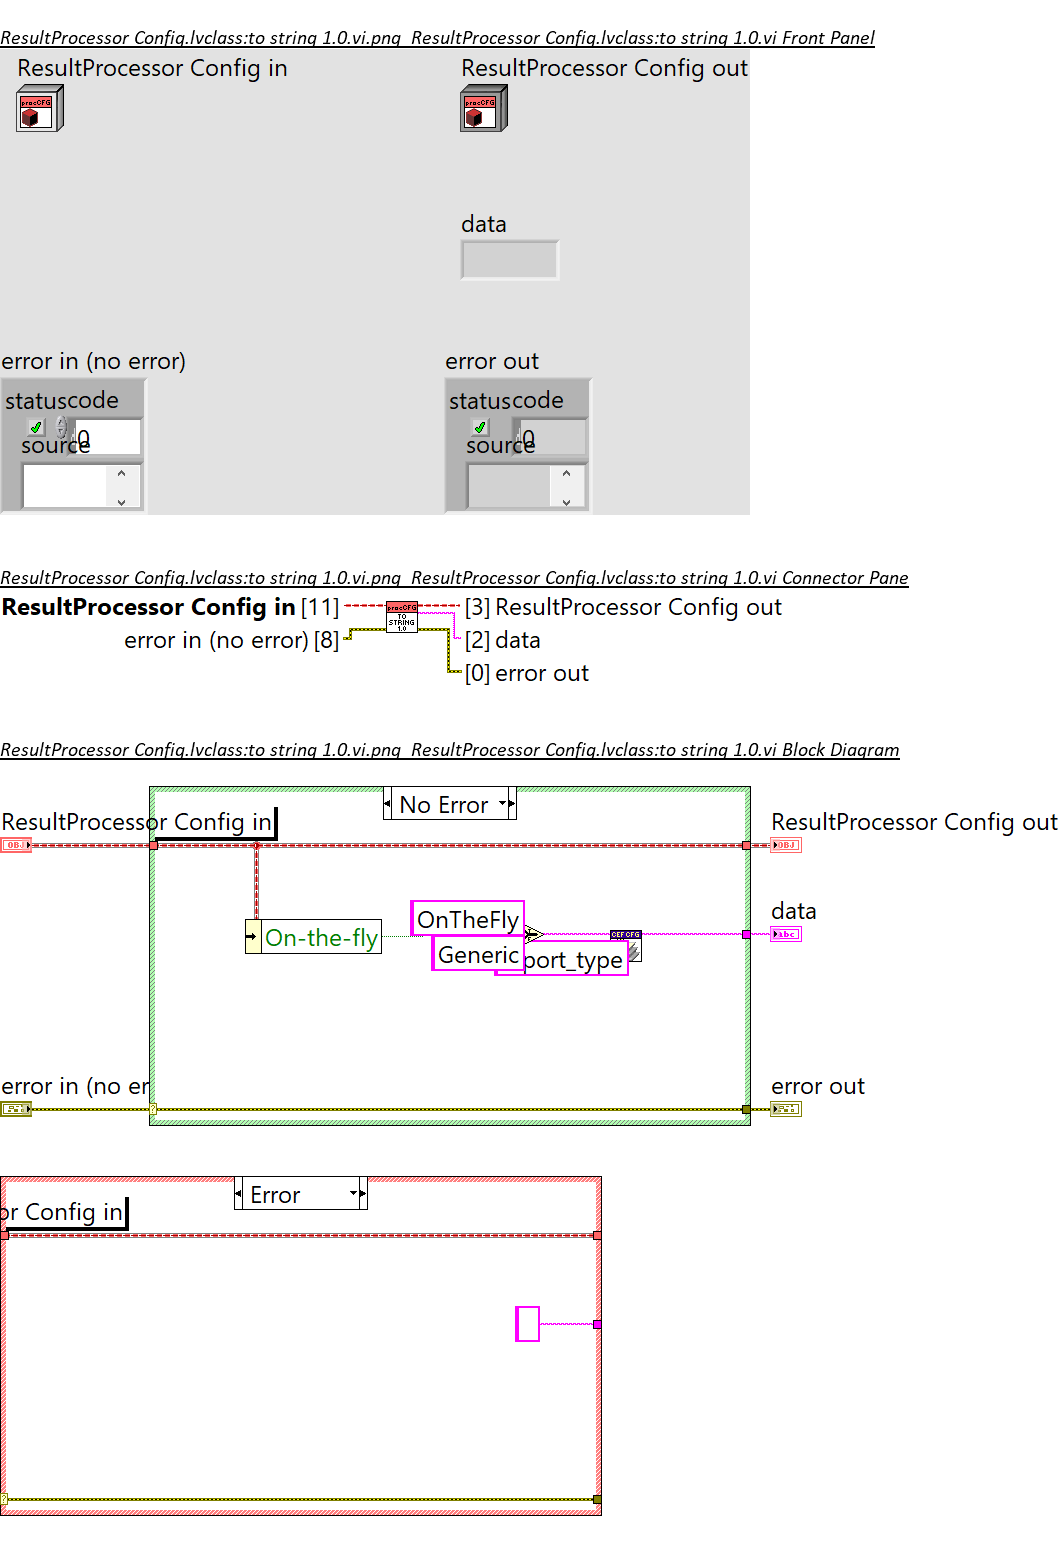 ResultProcessor Config.lvclass:to string 1.0.vi.png ResultProcessor Config.lvclass:to string 1.0.vi Front Panel
ResultProcessor Config in
ResultProcessor Config out
procCFG
procCFG
data
error in (no error)
error out
status code
status code
0
0
source
source
ResultProcessor Config.lvclass:to string 1.0.vi.png ResultProcessor Config.lvclass:to string 1.0.vi Connector Pane
ResultProcessor Config in [11]
procCFG
TO
STRING
1.0
[3] ResultProcessor Config out
error in (no error) [8]
[2] data
[0] error out
ResultProcessor Config.lvclass:to string 1.0.vi.png ResultProcessor Config.lvclass:to string 1.0.vi Block Diagram
No Error
ResultProcessor Config in
ResultProcessor Config out
OBJ
OBJ
data
OnTheFly
On-the-fly
CEF CFG
abc
Generic
port_type
error in (no er
error out
?
Error
or Config in
?